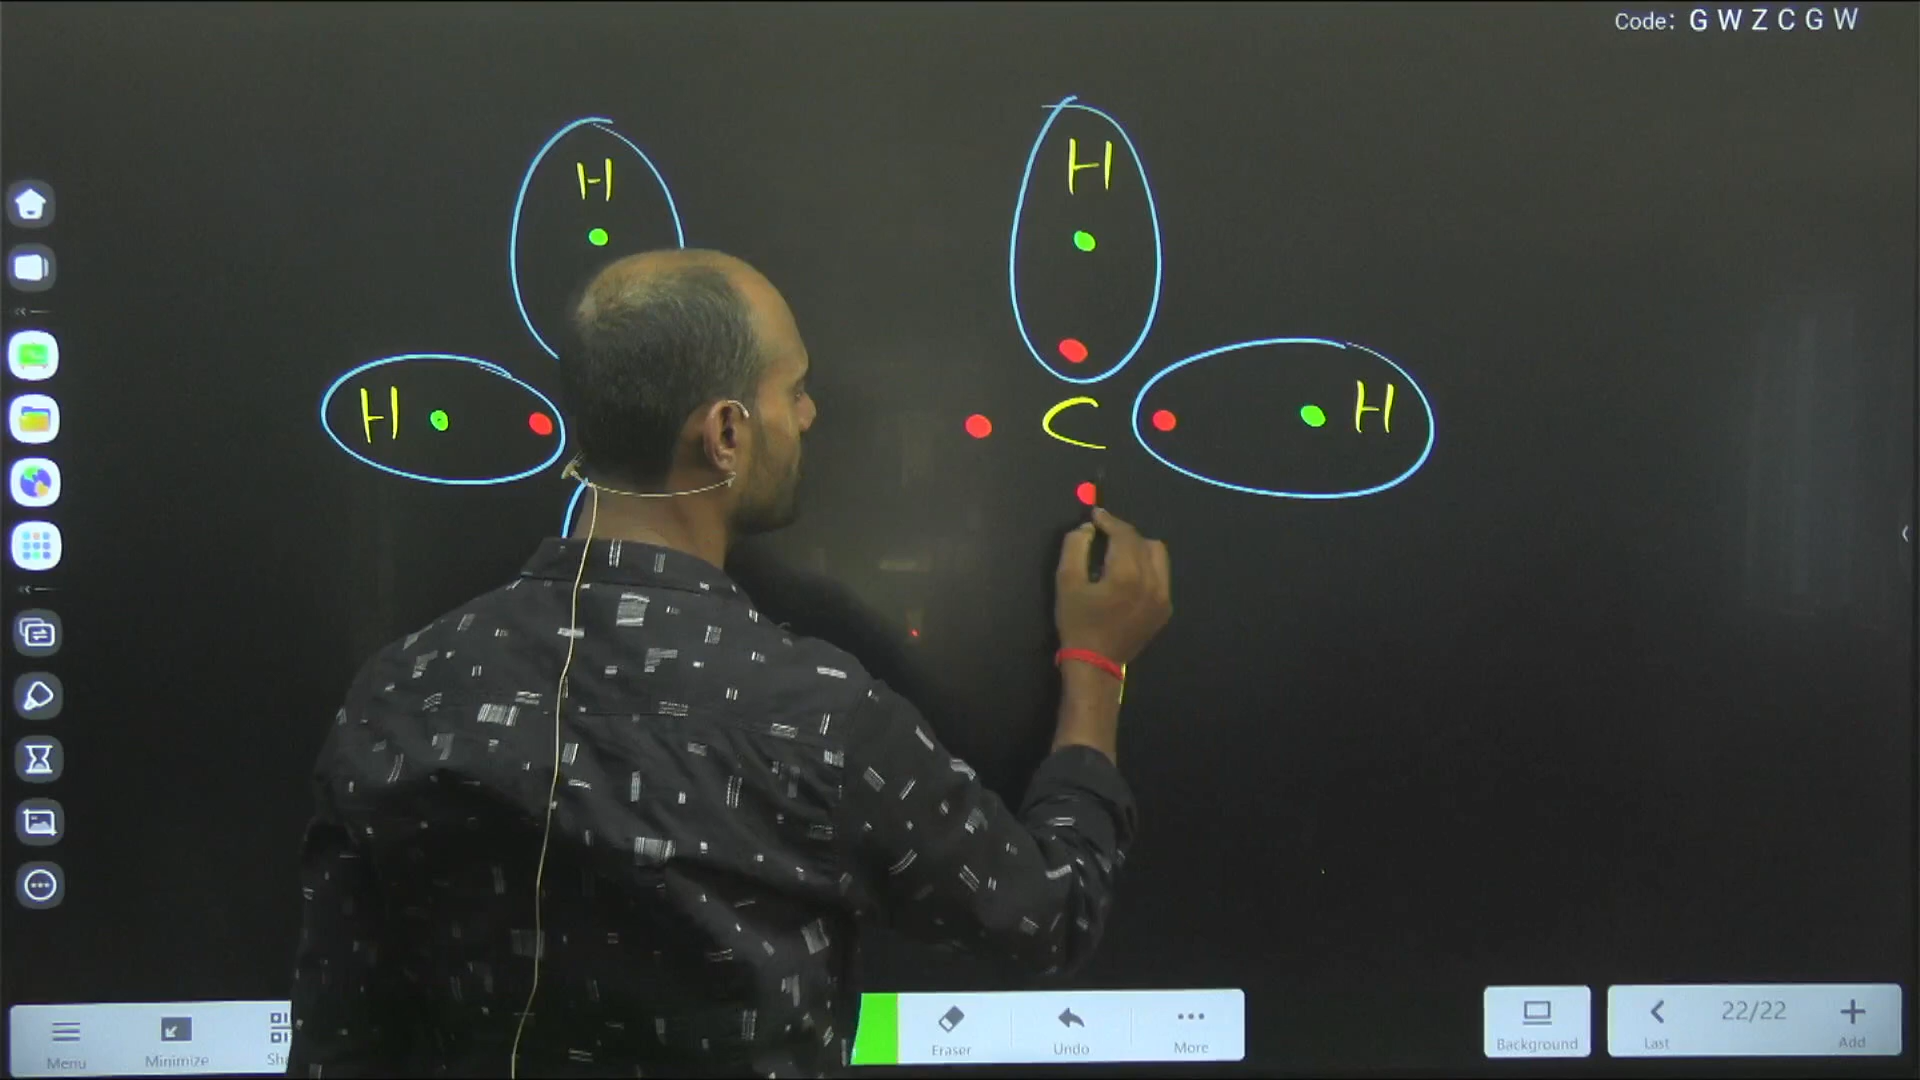 Code: GWZCGW
H H
H C H
Menu Minimize Eraser Undo More Background Last 22/22 Add